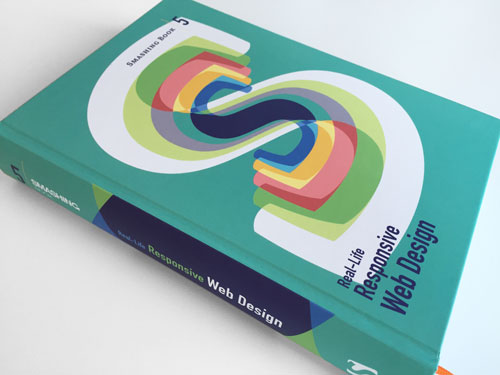 Smashing Book 5
Real-Life
Responsive
Web Design
5
SMASHING
Real-Life Responsive Web Design
S